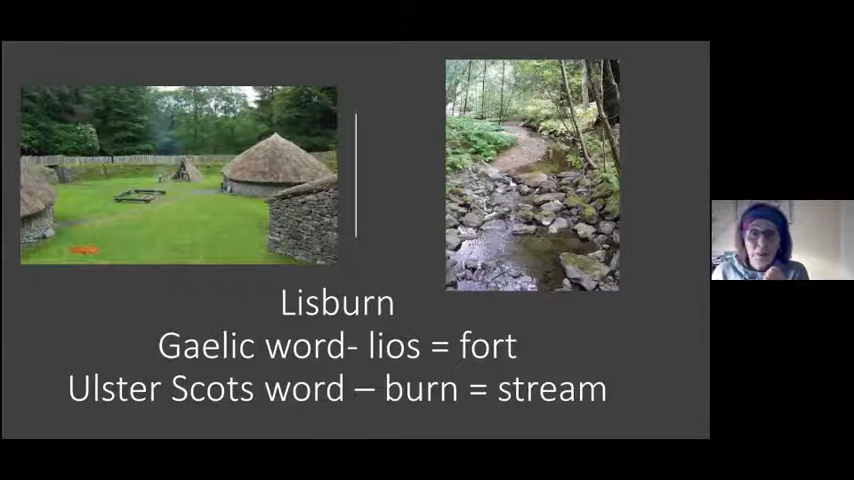 Lisburn
Gaelic word- lios = fort
Ulster Scots word – burn = stream